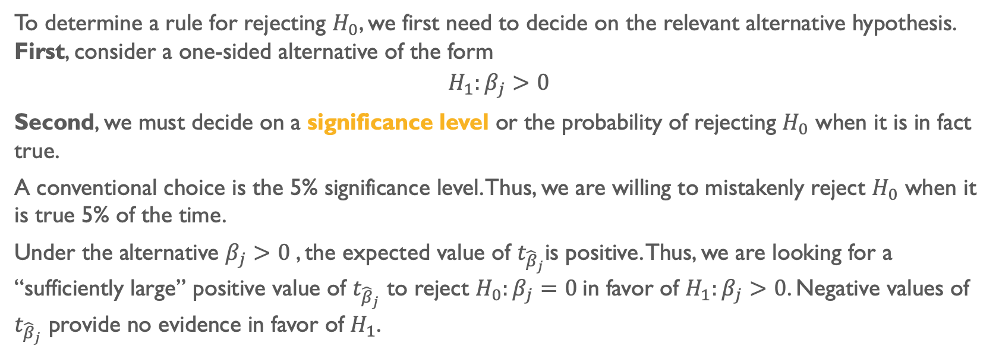 To determine a rule for rejecting $H_0$, we first need to decide on the relevant alternative hypothesis.
First, consider a one-sided alternative of the form
$H_1: \beta_j > 0$
Second, we must decide on a significance level or the probability of rejecting $H_0$ when it is in fact
true.
A conventional choice is the 5% significance level. Thus, we are willing to mistakenly reject $H_0$ when it
is true 5% of the time.
Under the alternative $\beta_j > 0$ , the expected value of $t_{\hat{\beta}_j}$ is positive. Thus, we are looking for a
“sufficiently large” positive value of $t_{\hat{\beta}_j}$ to reject $H_0: \beta_j = 0$ in favor of $H_1: \beta_j > 0$. Negative values of
$t_{\hat{\beta}_j}$ provide no evidence in favor of $H_1$.